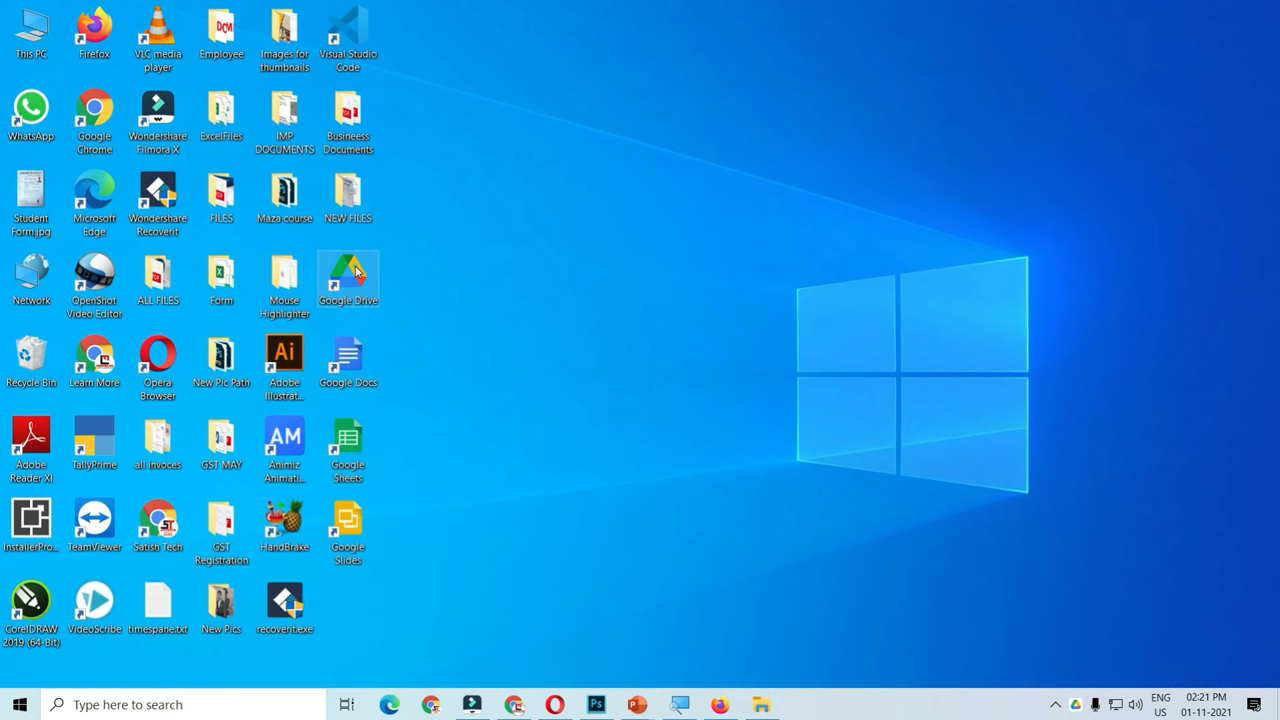 This PC
Firefox
VLC media
player
Employee
Images for
thumbnails
Visual Studio
Code
WhatsApp
Google
Chrome
Wondershare
Filmora X
ExcelFiles
IMP
DOCUMENTS
Busineess
Documents
Student
Form.jpg
Microsoft
Edge
Wondershare
Recoverit
FILES
Maza course
NEW FILES
Network
OpenShot
Video Editor
ALL FILES
Form
Mouse
Highlighter
Google Drive
Recycle Bin
Learn More
Opera
Browser
New Pic Path
Ai
Adobe
Illustrat...
Google Docs
Adobe
Reader XI
TallyPrime
all invoces
GST MAY
AM
Animiz
Animati...
Google
Sheets
InstallerPro...
TeamViewer
Satish Tech
GST
Registration
HandBrake
Google
Slides
CorelDRAW
2019 (64-Bit)
VideoScribe
timespane.txt
New Pics
recoverit.exe
Type here to search
Ps
ENG
US
02:21 PM
01-11-2021